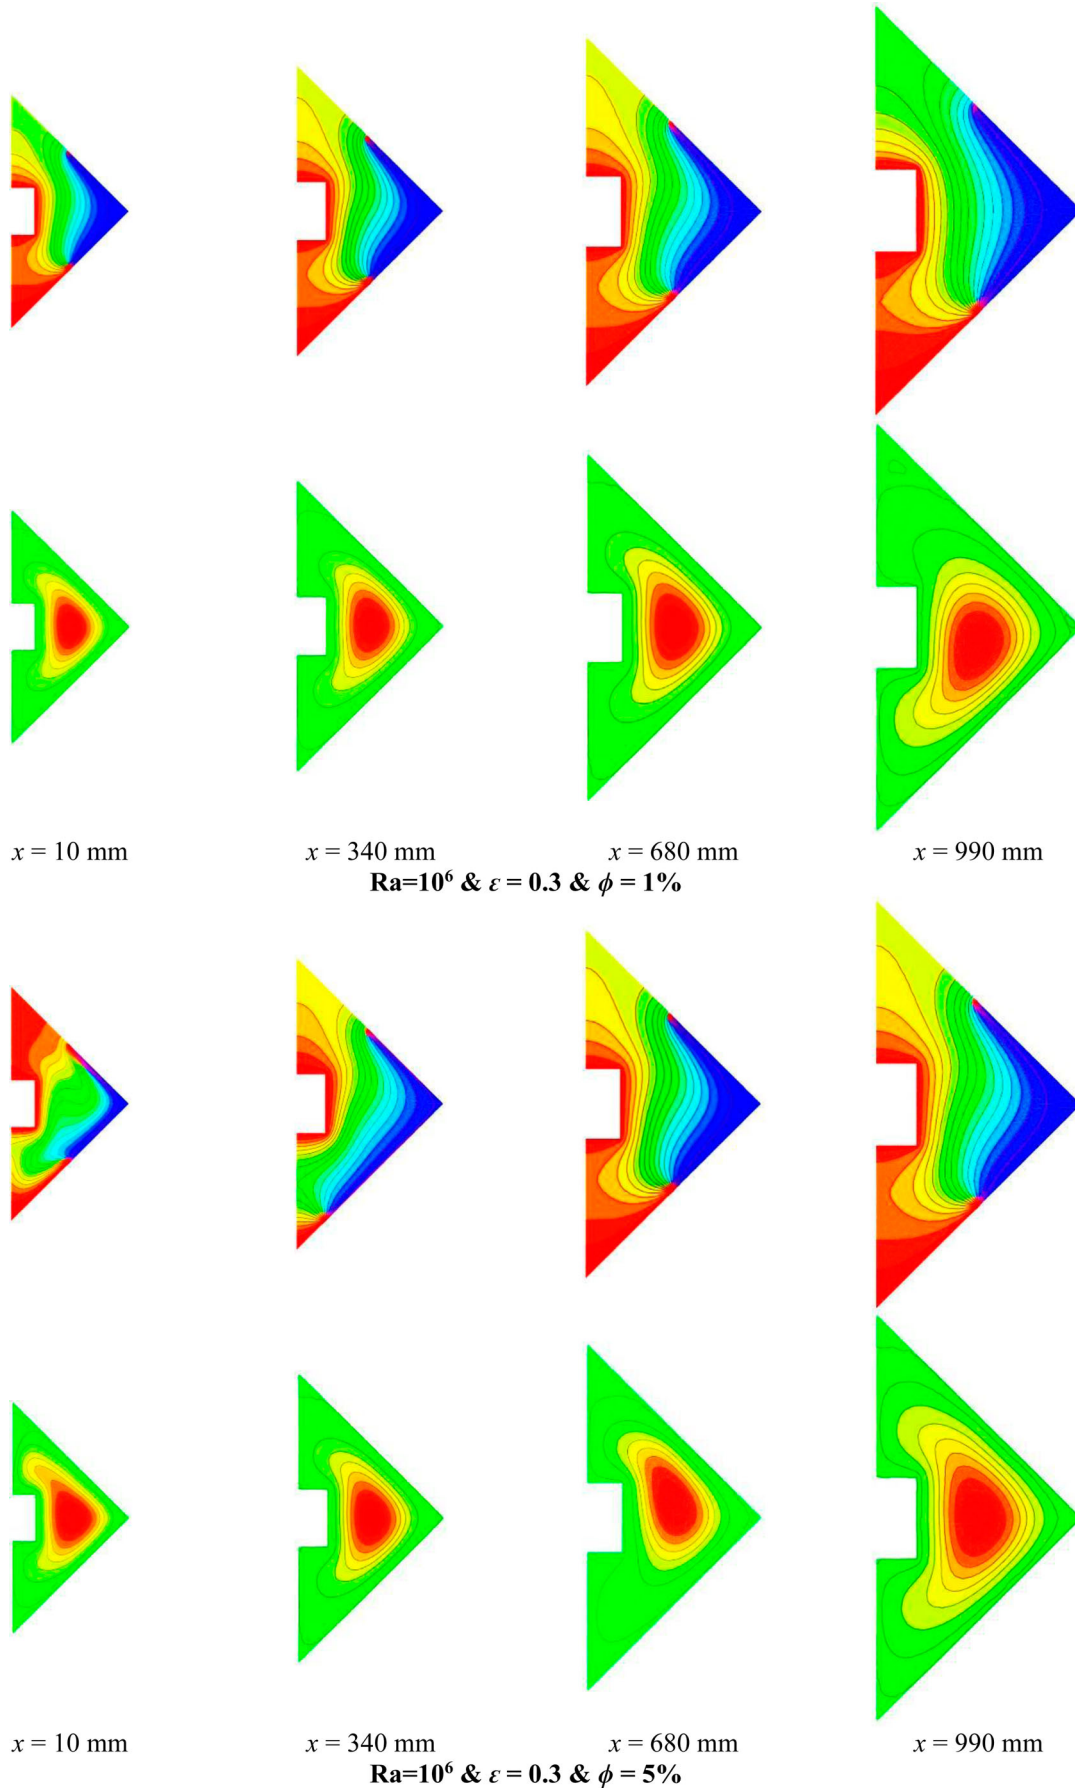 x = 10 mm x = 340 mm x = 680 mm x = 990 mm
Ra=10⁶ & ε = 0.3 & ϕ = 1%
x = 10 mm x = 340 mm x = 680 mm x = 990 mm
Ra=10⁶ & ε = 0.3 & ϕ = 5%